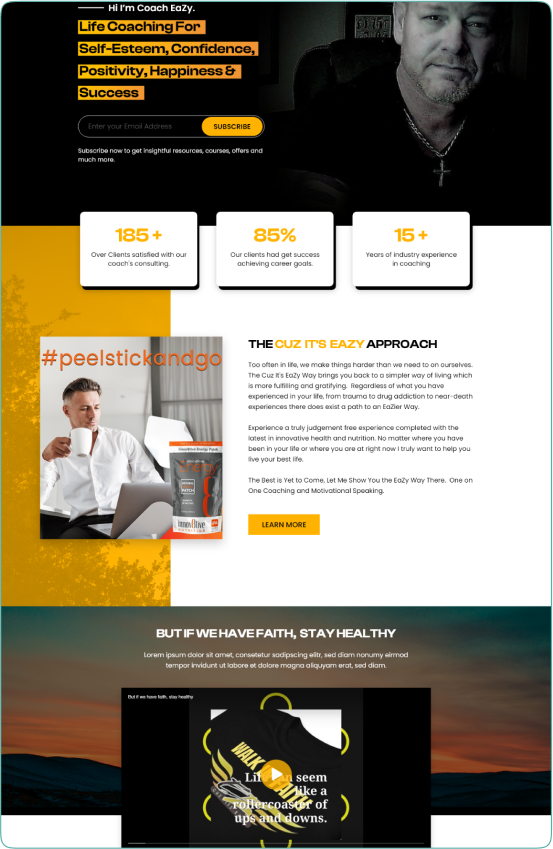 Hi I'm Coach EaZy.
Life Coaching For
Self-Esteem, Confidence,
Positivity, Happiness &
Success
Enter your Email Address
SUBSCRIBE
Subscribe now to get insightful resources, courses, offers and
much more.
185 +
Over Clients satisfied with our
coach's consulting.
85%
Our clients had get success
achieving career goals.
15 +
Years of industry experience
in coaching
THE CUZ IT'S EAZY APPROACH
Too often in life, we make things harder than we need to on ourselves.
The Cuz It's EaZy Way brings you back to a simpler way of living which
is more fulfilling and gratifying. Regardless of what you have
experienced in your life, from trauma to drug addiction to near-death
experiences there does exist a path to an EaZier Way.
Experience a truly judgement free experience completed with the
latest in innovative health and nutrition. No matter where you have
been in your life or where you are at right now I truly want to help you
live your best life.
The Best is Yet to Come. Let Me Show You the EaZy Way There. One on
One Coaching and Motivational Speaking.
LEARN MORE
#peelstickandgo
innov8tive
NUTRITION
BUT IF WE HAVE FAITH, STAY HEALTHY
Lorem ipsum dolor sit amet, consetetur sadipscing elitr, sed diam nonumy eirmod
tempor invidunt ut labore et dolore magna aliquyam erat, sed diam.
But if we have faith, stay healthy
WALK
seem
like a
rollercoaster of
ups and downs.